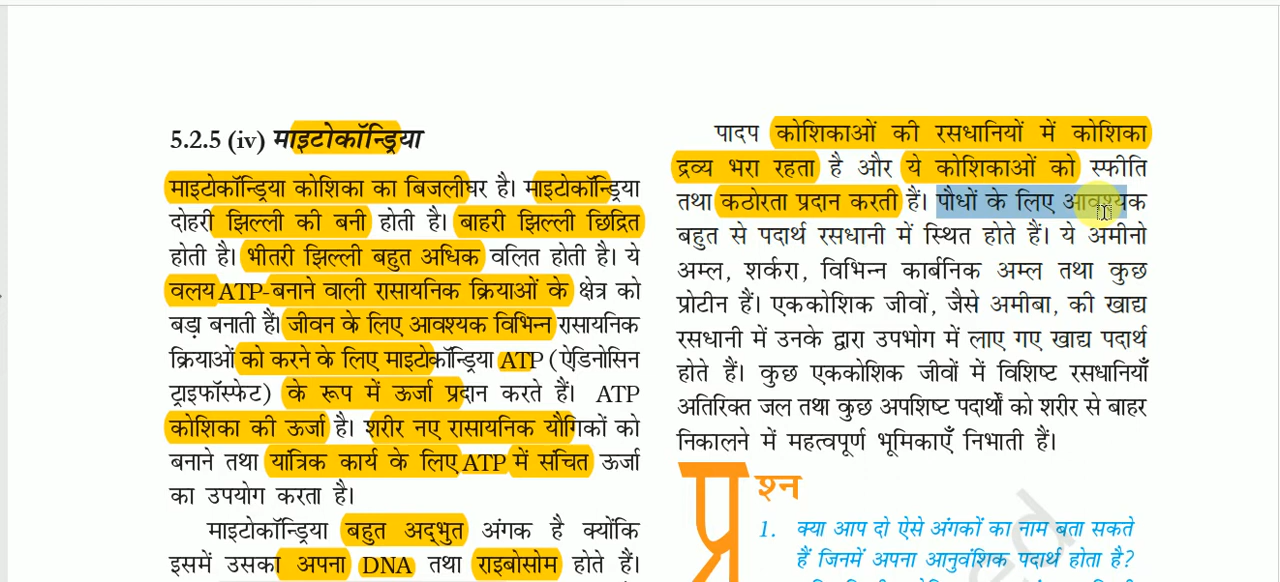 5.2.5 (iv) माइटोकॉन्ड्रिया
माइटोकॉन्ड्रिया कोशिका का बिजलीघर है। माइटोकॉन्ड्रिया
दोहरी झिल्ली की बनी होती है। बाहरी झिल्ली छिद्रित
होती है। भीतरी झिल्ली बहुत अधिक वलित होती है। ये
वलय ATP-बनाने वाली रासायनिक क्रियाओं के क्षेत्र को
बड़ा बनाती हैं। जीवन के लिए आवश्यक विभिन्न रासायनिक
क्रियाओं को करने के लिए माइटोकॉन्ड्रिया ATP (ऐडिनोसिन
ट्राइफॉस्फेट) के रूप में ऊर्जा प्रदान करते हैं। ATP
कोशिका की ऊर्जा है। शरीर नए रासायनिक यौगिकों को
बनाने तथा यांत्रिक कार्य के लिए ATP में संचित ऊर्जा
का उपयोग करता है।
माइटोकॉन्ड्रिया बहुत अद्भुत अंगक है क्योंकि
इसमें उसका अपना DNA तथा राइबोसोम होते हैं।
पादप कोशिकाओं की रसधानियों में कोशिका
द्रव्य भरा रहता है और ये कोशिकाओं को स्फीति
तथा कठोरता प्रदान करती हैं। पौधों के लिए आवश्यक
बहुत से पदार्थ रसधानी में स्थित होते हैं। ये अमीनो
अम्ल, शर्करा, विभिन्न कार्बनिक अम्ल तथा कुछ
प्रोटीन हैं। एककोशिक जीवों, जैसे अमीबा, की खाद्य
रसधानी में उनके द्वारा उपभोग में लाए गए खाद्य पदार्थ
होते हैं। कुछ एककोशिक जीवों में विशिष्ट रसधानियाँ
अतिरिक्त जल तथा कुछ अपशिष्ट पदार्थों को शरीर से बाहर
निकालने में महत्वपूर्ण भूमिकाएँ निभाती हैं।
प्रश्न
1. क्या आप दो ऐसे अंगकों का नाम बता सकते
हैं जिनमें अपना आनुवंशिक पदार्थ होता है?